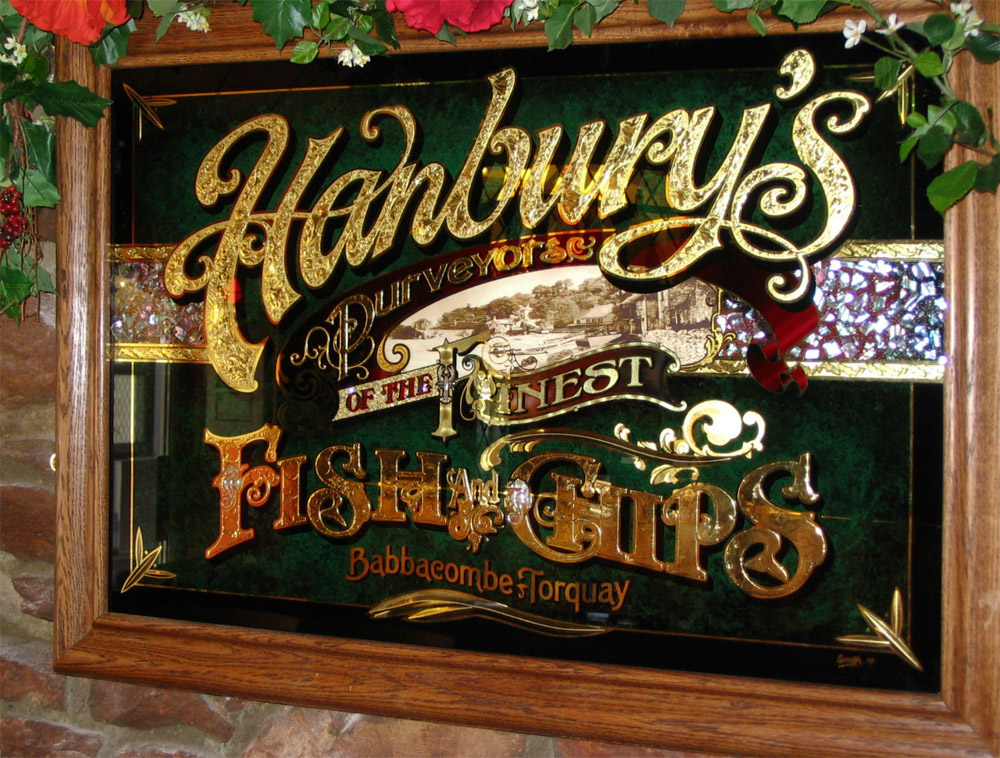 Hanbury's
Purveyors
OF THE FINEST
FISH And CHIPS
Babbacombe Torquay